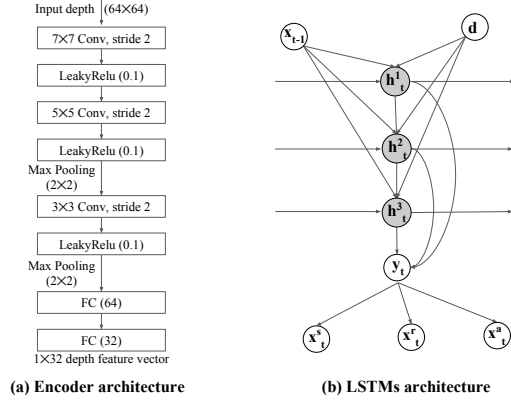 Input depth (64×64)
7×7 Conv, stride 2
LeakyRelu (0.1)
5×5 Conv, stride 2
LeakyRelu (0.1)
Max Pooling
(2×2)
3×3 Conv, stride 2
LeakyRelu (0.1)
Max Pooling
(2×2)
FC (64)
FC (32)
1×32 depth feature vector
(a) Encoder architecture
x_{t-1}
d
h^1_t
h^2_t
h^3_t
y_t
x^s_t
x^r_t
x^a_t
(b) LSTMs architecture